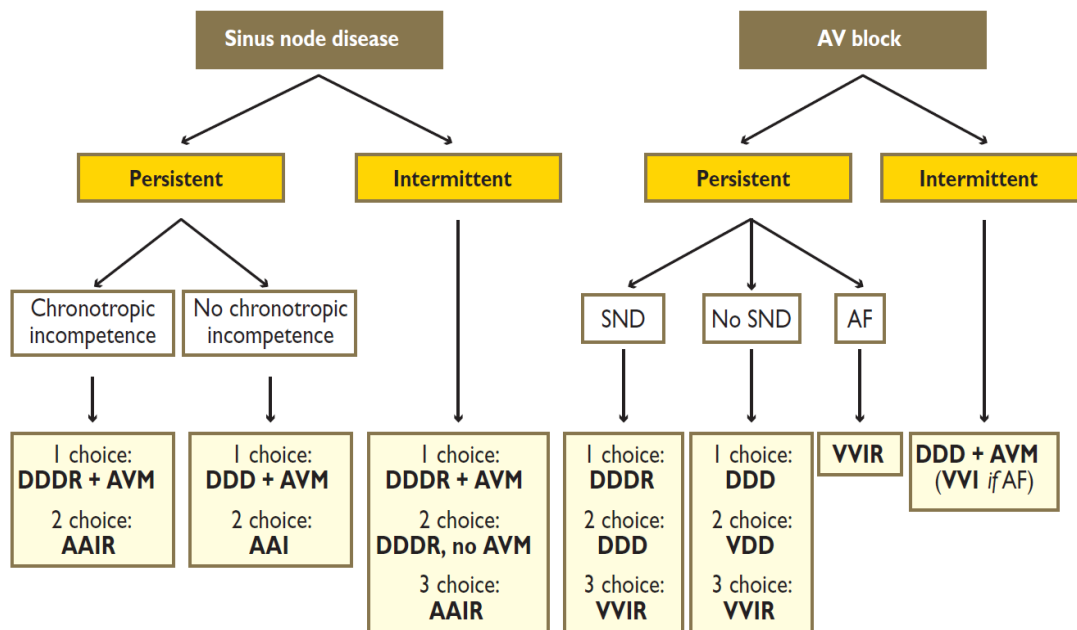 Sinus node disease
AV block
Persistent
Intermittent
Persistent
Intermittent
Chronotropic
incompetence
No chronotropic
incompetence
SND
No SND
AF
1 choice:
DDDR + AVM
2 choice:
AAIR
1 choice:
DDD + AVM
2 choice:
AAI
1 choice:
DDDR + AVM
2 choice:
DDDR, no AVM
3 choice:
AAIR
1 choice:
DDDR
2 choice:
DDD
3 choice:
VVIR
1 choice:
DDD
2 choice:
VDD
3 choice:
VVIR
VVIR
DDD + AVM
(VVI if AF)